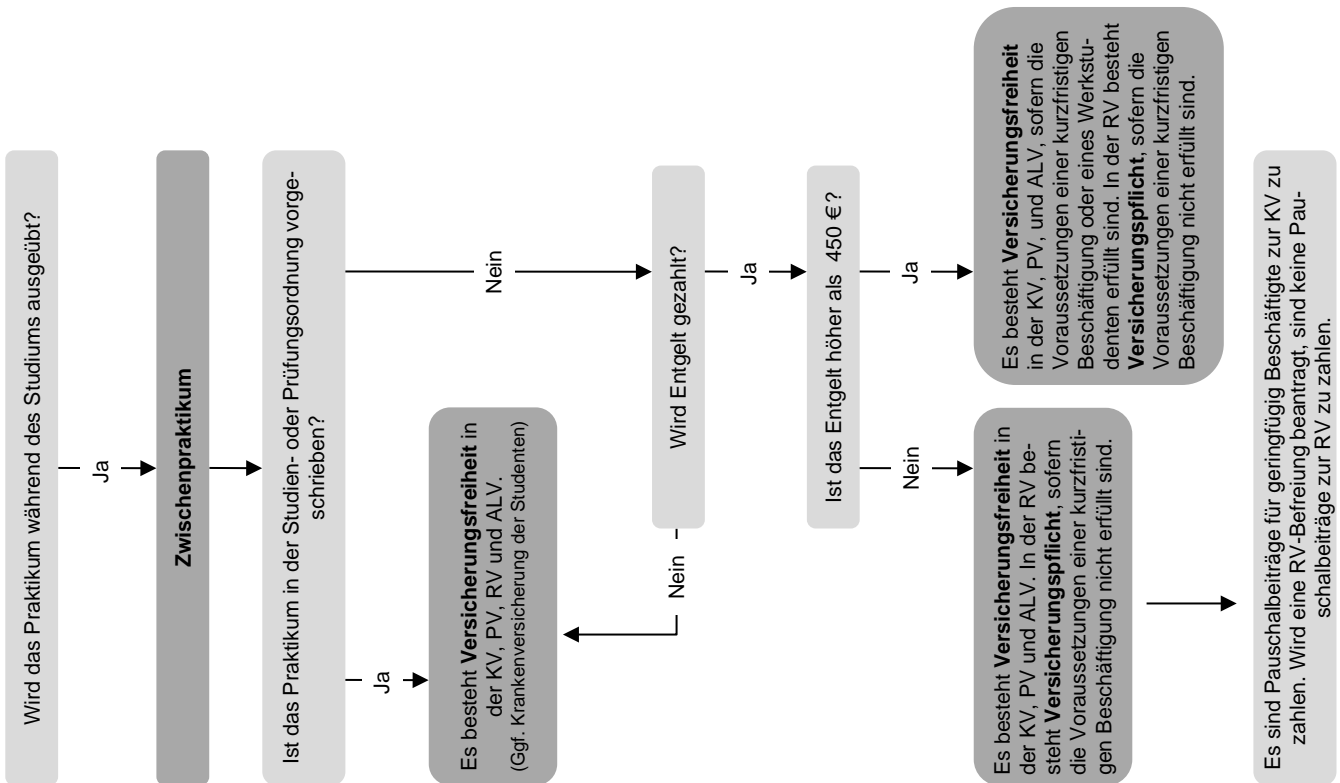 Wird das Praktikum während des Studiums ausgeübt?
Ja
Zwischenpraktikum
Ist das Praktikum in der Studien- oder Prüfungsordnung vorge-
schrieben?
Ja
Nein
Es besteht Versicherungsfreiheit in
der KV, PV, RV und ALV.
(Ggf. Krankenversicherung der Studenten)
Wird Entgelt gezahlt?
Nein
Ja
Ist das Entgelt höher als 450 €?
Nein
Ja
Es besteht Versicherungsfreiheit in
der KV, PV und ALV. In der RV be-
steht Versicherungspflicht, sofern
die Voraussetzungen einer kurzfristi-
gen Beschäftigung nicht erfüllt sind.
Es besteht Versicherungsfreiheit
in der KV, PV, und ALV, sofern die
Voraussetzungen einer kurzfristigen
Beschäftigung oder eines Werkstu-
denten erfüllt sind. In der RV besteht
Versicherungspflicht, sofern die
Voraussetzungen einer kurzfristigen
Beschäftigung nicht erfüllt sind.
Es sind Pauschalbeiträge für geringfügig Beschäftigte zur KV zu
zahlen. Wird eine RV-Befreiung beantragt, sind keine Pau-
schalbeiträge zur RV zu zahlen.